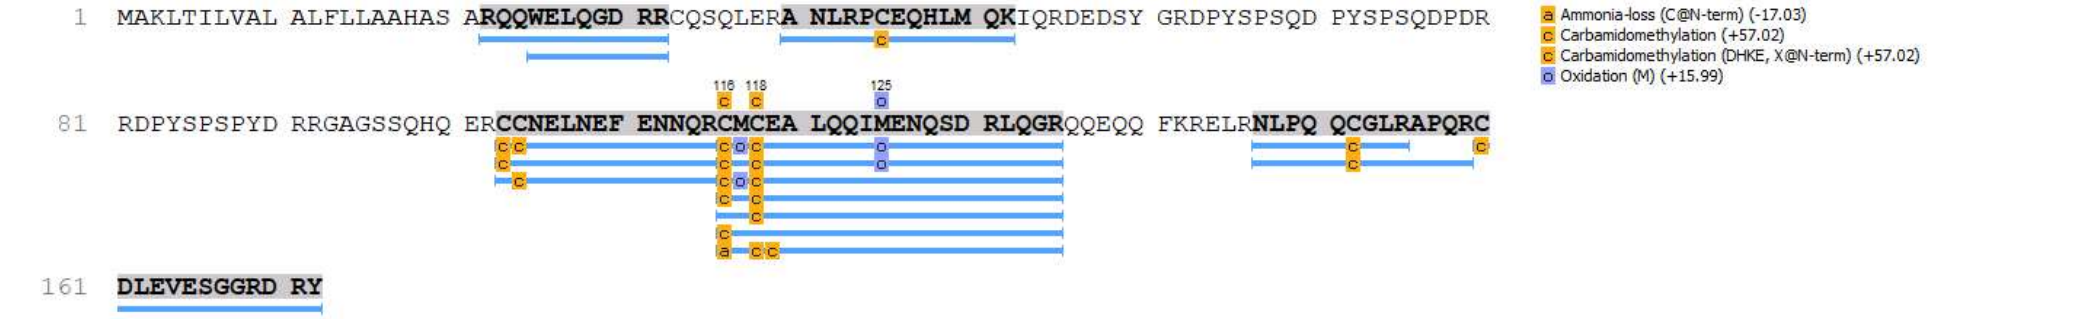 1 MAKLTILVAL ALFLLAAHAS ARQQWELQGD RRCQSQLERA NLRPCEQHLM QKIQRDEDSY GRDPYSPSQD PYSPSQDPDR
a Ammonia-loss (C@N-term) (-17.03)
c Carbamidomethylation (+57.02)
c Carbamidomethylation (DHKE, X@N-term) (+57.02)
o Oxidation (M) (+15.99)
c
116 118 125
c c o
81 RDPYSPSPYD RRGAGSSQHQ ERCCNELNEF ENNQRCMCEA LQQIMENQSD RLQGRQQEQQ FKRELRNLPQ QCGLRAPQRC
c c c o c o c c
c c c o c
c c o c
c c
c
c
a c c
161 DLEVESGGRD RY